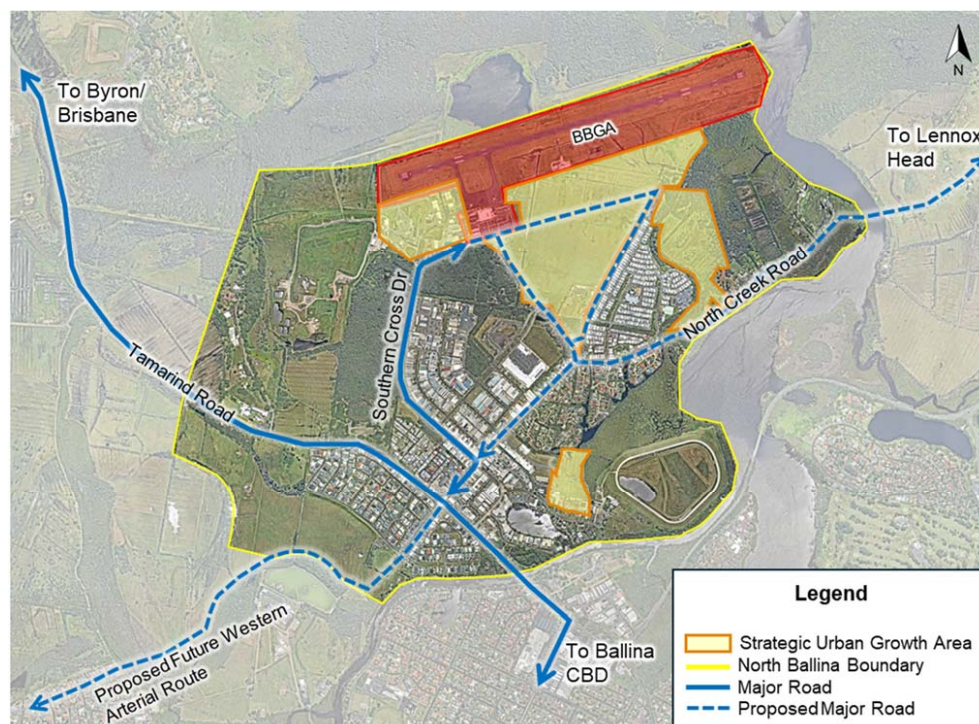 N
To Byron/
Brisbane
BBGA
To Lennox
Head
Southern Cross Dr
North Creek Road
Tamarind Road
Proposed Future Western
Arterial Route
To Ballina
CBD
Legend
Strategic Urban Growth Area
North Ballina Boundary
Major Road
Proposed Major Road